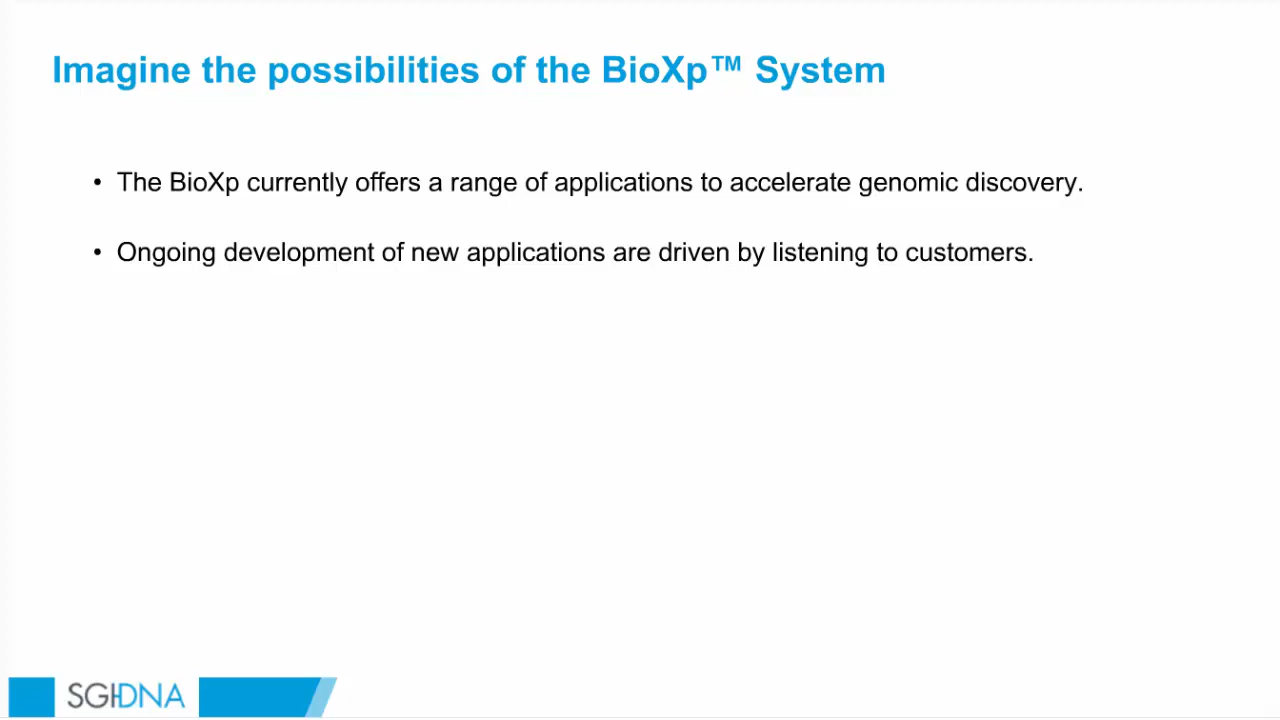 Imagine the possibilities of the BioXp™ System
• The BioXp currently offers a range of applications to accelerate genomic discovery.
• Ongoing development of new applications are driven by listening to customers.
SGI-DNA